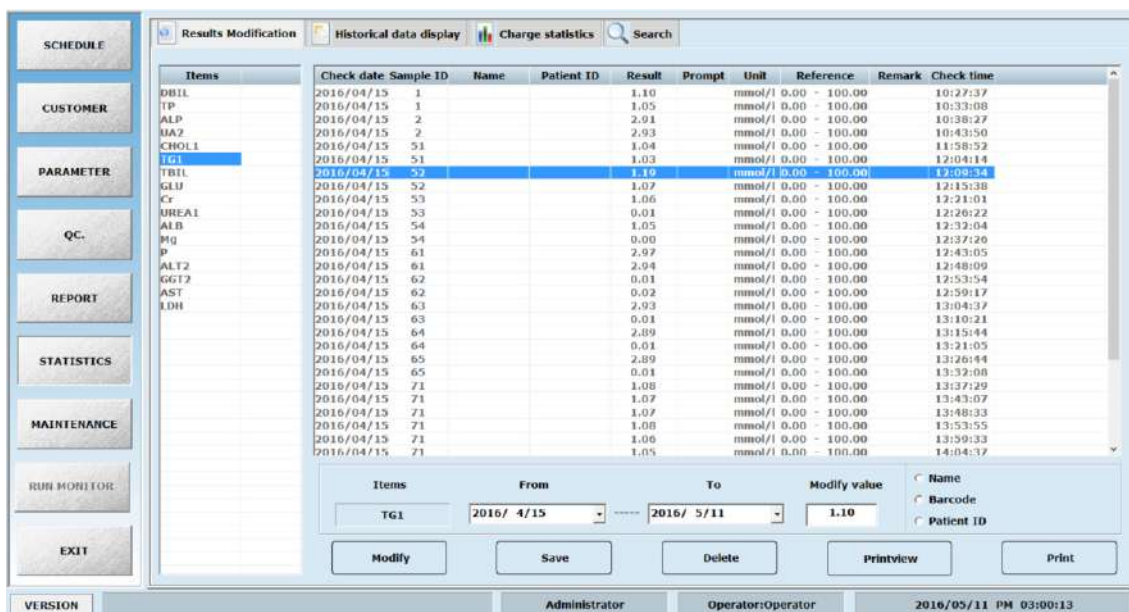 SCHEDULE
CUSTOMER
PARAMETER
QC.
REPORT
STATISTICS
MAINTENANCE
RUN MONITOR
EXIT
Results Modification Historical data display Charge statistics Search
Items
DBIL
TP
ALP
UA2
CHOL1
TG1
TBIL
GLU
Cr
UREA1
ALB
Mg
P
ALT2
GGT2
AST
LDH
Check date Sample ID Name Patient ID Result Prompt Unit Reference Remark Check time
2016/04/15 1 1.10 mmol/l 0.00 - 100.00 10:27:37
2016/04/15 1 1.05 mmol/l 0.00 - 100.00 10:33:08
2016/04/15 2 2.91 mmol/l 0.00 - 100.00 10:38:27
2016/04/15 2 2.93 mmol/l 0.00 - 100.00 10:43:50
2016/04/15 51 1.04 mmol/l 0.00 - 100.00 11:58:52
2016/04/15 51 1.03 mmol/l 0.00 - 100.00 12:04:14
2016/04/15 52 1.19 mmol/l 0.00 - 100.00 12:09:34
2016/04/15 52 1.07 mmol/l 0.00 - 100.00 12:15:38
2016/04/15 53 1.06 mmol/l 0.00 - 100.00 12:21:01
2016/04/15 53 0.01 mmol/l 0.00 - 100.00 12:26:22
2016/04/15 54 1.05 mmol/l 0.00 - 100.00 12:32:04
2016/04/15 54 0.00 mmol/l 0.00 - 100.00 12:37:26
2016/04/15 61 2.97 mmol/l 0.00 - 100.00 12:43:05
2016/04/15 61 2.94 mmol/l 0.00 - 100.00 12:48:09
2016/04/15 62 0.01 mmol/l 0.00 - 100.00 12:53:54
2016/04/15 62 0.02 mmol/l 0.00 - 100.00 12:59:17
2016/04/15 63 2.93 mmol/l 0.00 - 100.00 13:04:37
2016/04/15 63 0.01 mmol/l 0.00 - 100.00 13:10:21
2016/04/15 64 2.89 mmol/l 0.00 - 100.00 13:15:44
2016/04/15 64 0.01 mmol/l 0.00 - 100.00 13:21:05
2016/04/15 65 2.89 mmol/l 0.00 - 100.00 13:26:44
2016/04/15 65 0.01 mmol/l 0.00 - 100.00 13:32:08
2016/04/15 71 1.08 mmol/l 0.00 - 100.00 13:37:29
2016/04/15 71 1.07 mmol/l 0.00 - 100.00 13:43:07
2016/04/15 71 1.07 mmol/l 0.00 - 100.00 13:48:33
2016/04/15 71 1.08 mmol/l 0.00 - 100.00 13:53:55
2016/04/15 71 1.06 mmol/l 0.00 - 100.00 13:59:33
2016/04/15 71 1.05 mmol/l 0.00 - 100.00 14:04:37
Items From To Modify value
TG1 2016/ 4/15 ----- 2016/ 5/11 1.10
Name
Barcode
Patient ID
Modify Save Delete Printview Print
VERSION Administrator Operator:Operator 2016/05/11 PM 03:00:13